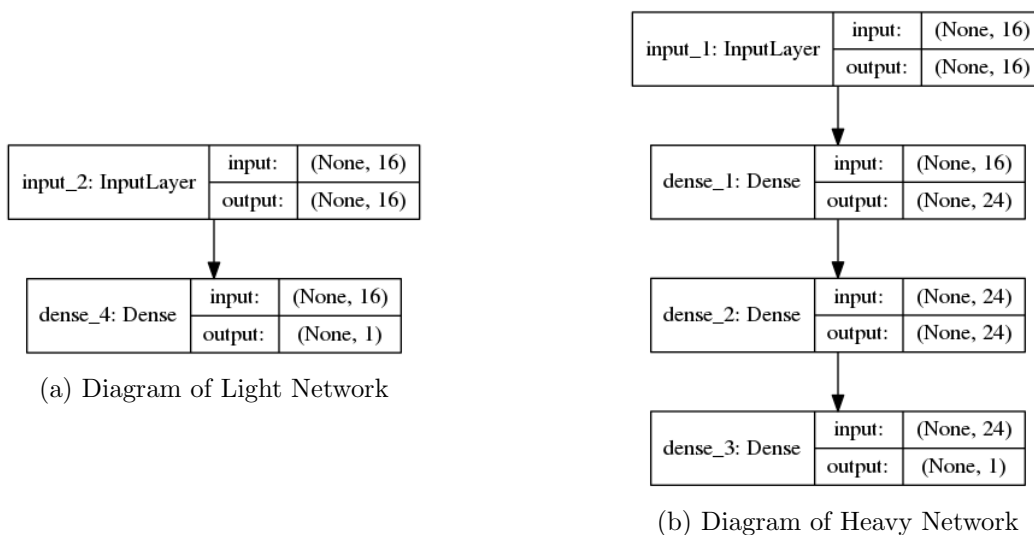 input_2: InputLayer
input: (None, 16)
output: (None, 16)
dense_4: Dense
input: (None, 16)
output: (None, 1)
(a) Diagram of Light Network
input_1: InputLayer
input: (None, 16)
output: (None, 16)
dense_1: Dense
input: (None, 16)
output: (None, 24)
dense_2: Dense
input: (None, 24)
output: (None, 24)
dense_3: Dense
input: (None, 24)
output: (None, 1)
(b) Diagram of Heavy Network